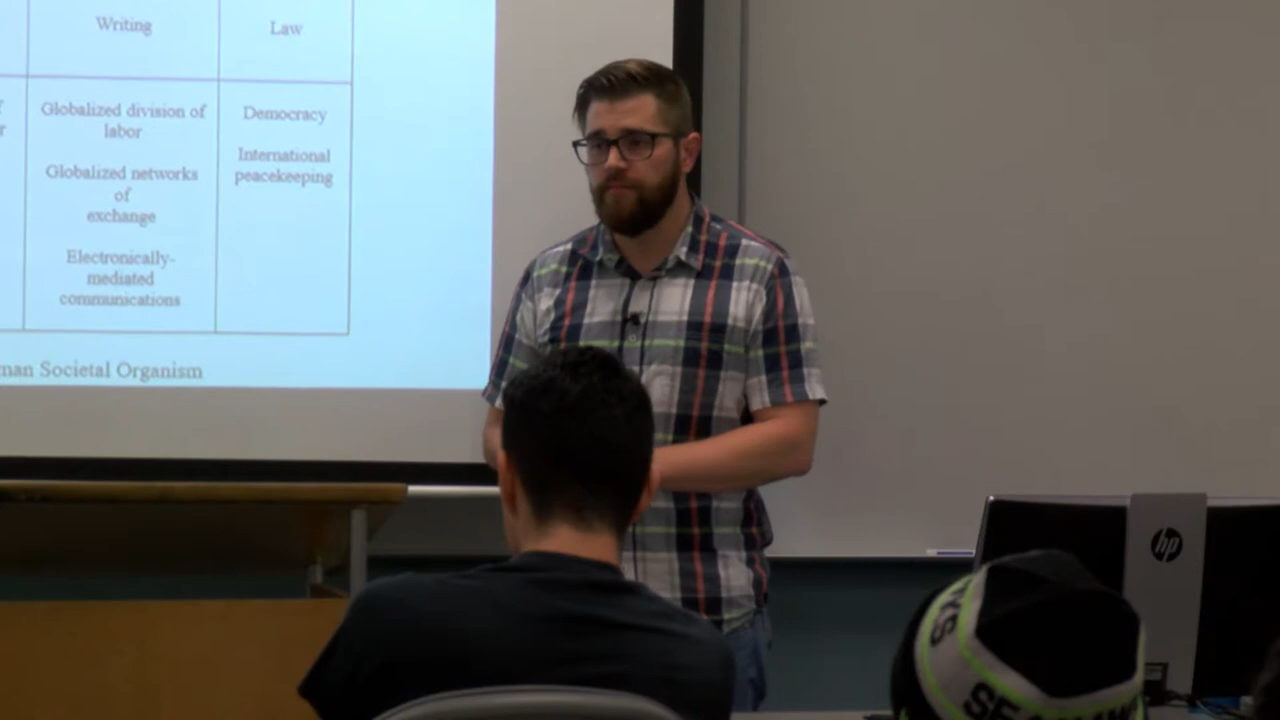 Writing
Law
Globalized division of
labor
Globalized networks
of
exchange
Electronically-
mediated
communications
Democracy
International
peacekeeping
Societal Organism
hp